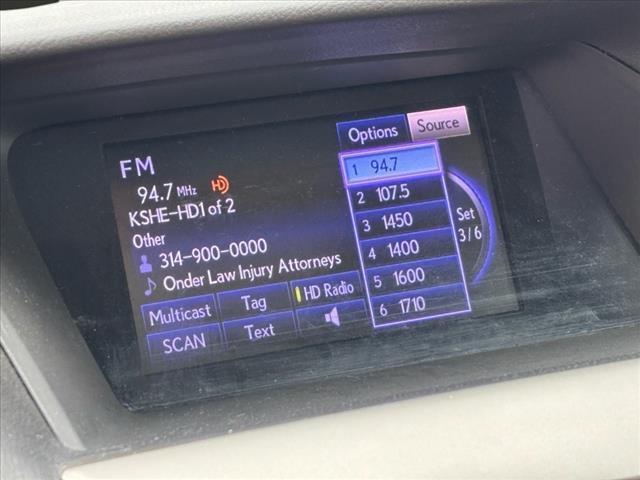 Options Source
FM
94.7 MHz HD
KSHE-HD1 of 2
Other
314-900-0000
Onder Law Injury Attorneys
Multicast Tag HD Radio
SCAN Text
1 94.7
2 107.5
3 1450
4 1400
5 1600
6 1710
Set
3/6